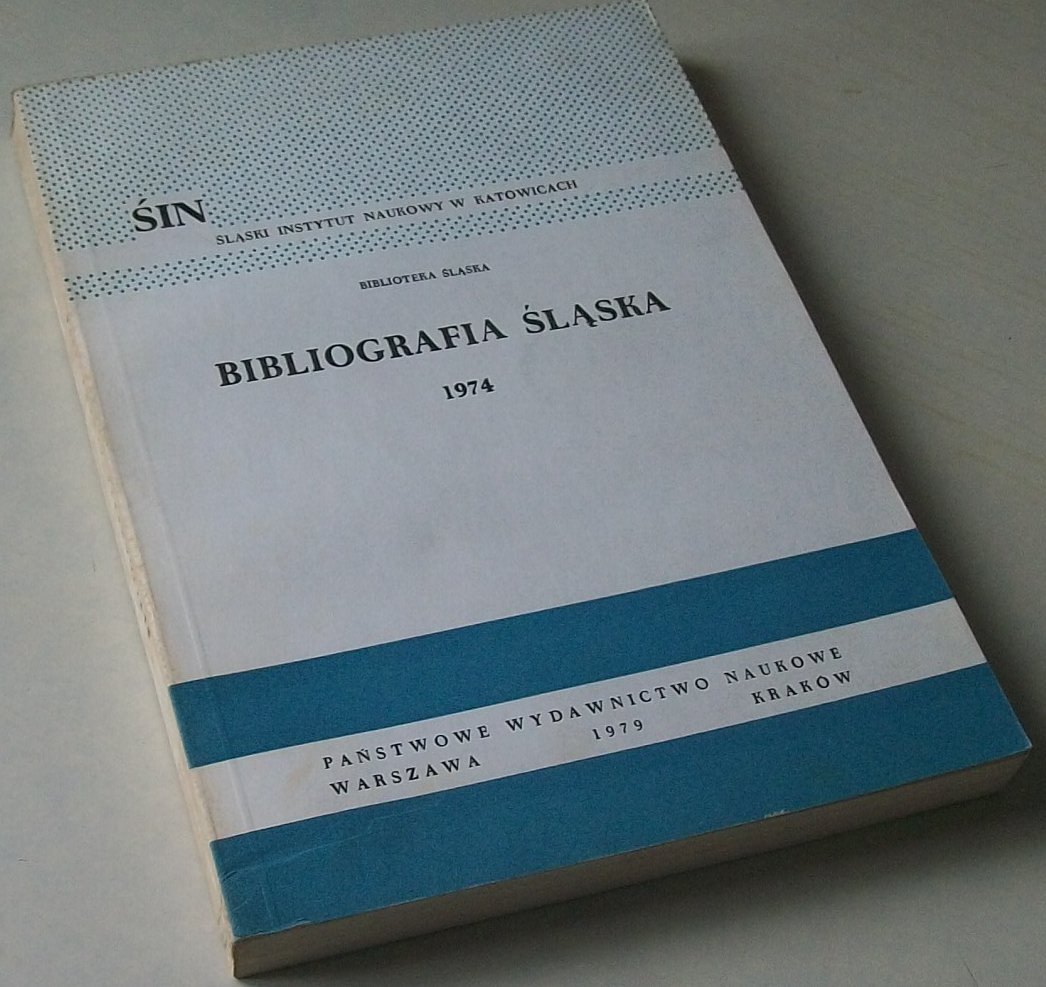 ŚIN
ŚLĄSKI INSTYTUT NAUKOWY W KATOWICACH
BIBLIOTEKA ŚLĄSKA
BIBLIOGRAFIA ŚLĄSKA
1974
PAŃSTWOWE WYDAWNICTWO NAUKOWE
WARSZAWA 1979 KRAKÓW